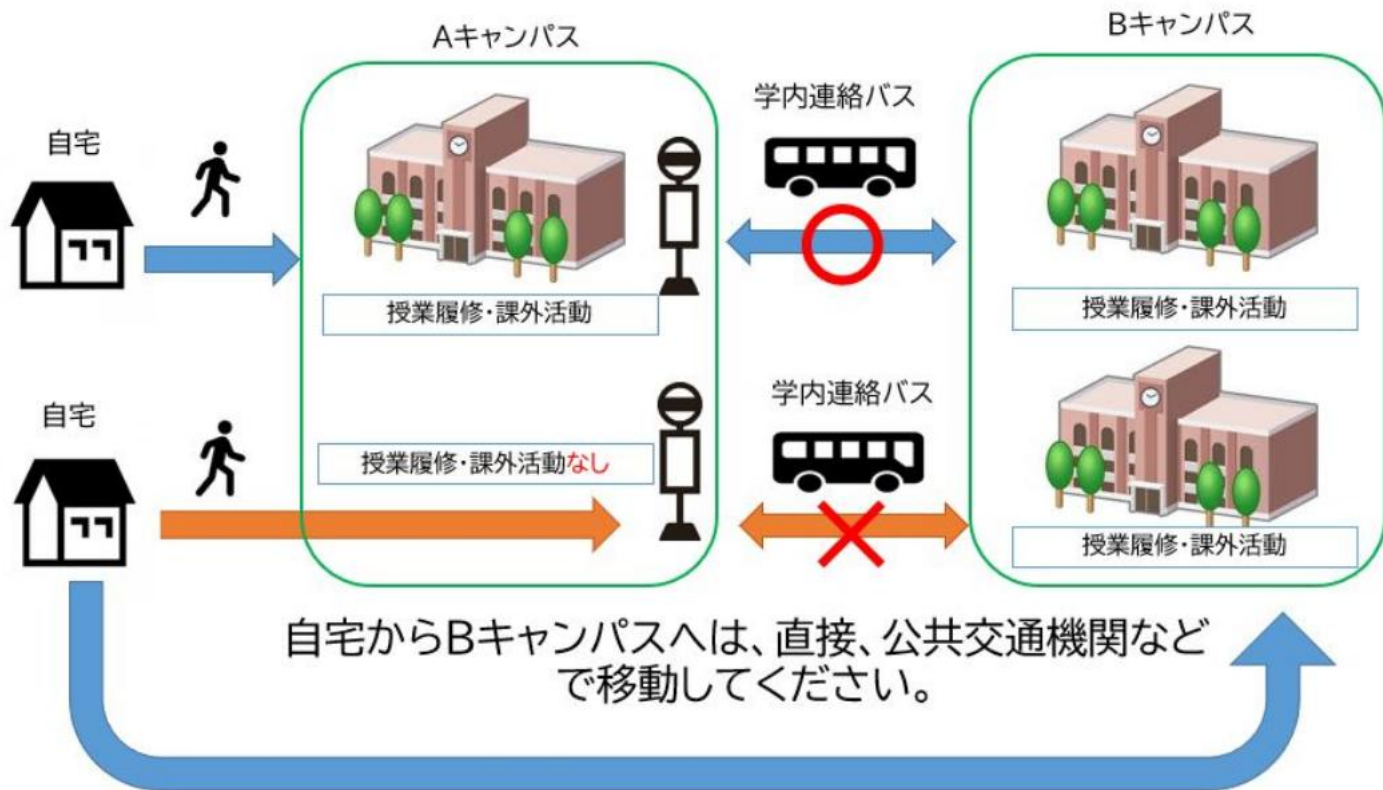 Aキャンパス
Bキャンパス
学内連絡バス
自宅
授業履修・課外活動
授業履修・課外活動
学内連絡バス
自宅
授業履修・課外活動なし
授業履修・課外活動
自宅からBキャンパスへは、直接、公共交通機関など
で移動してください。